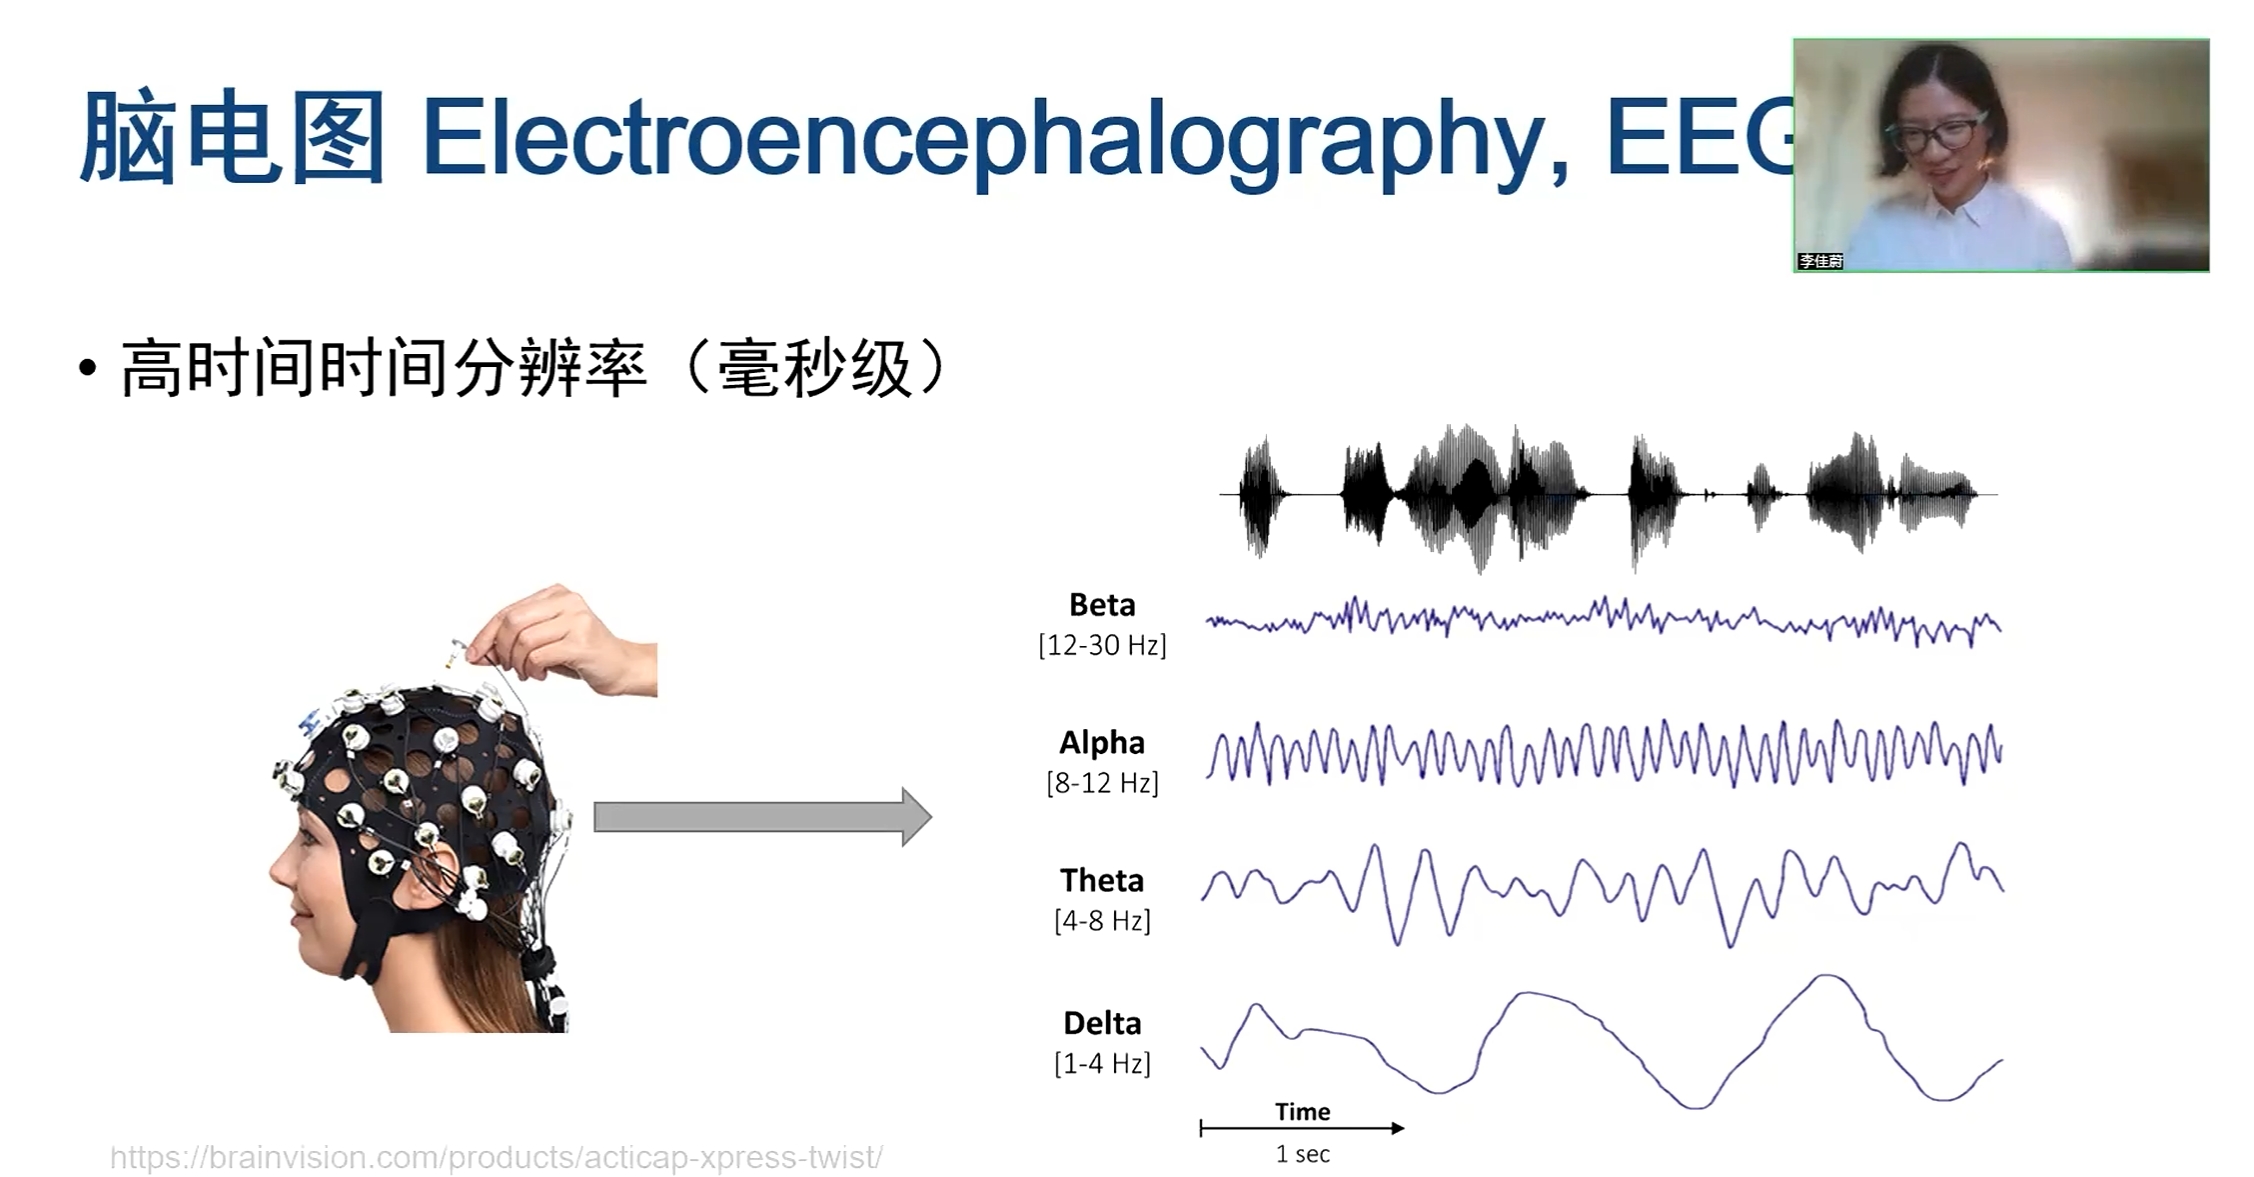 脑电图 Electroencephalography, EEG
李佳蔚
• 高时间时间分辨率（毫秒级）
Beta
[12-30 Hz]
Alpha
[8-12 Hz]
Theta
[4-8 Hz]
Delta
[1-4 Hz]
Time
1 sec
https://brainvision.com/products/acticap-xpress-twist/